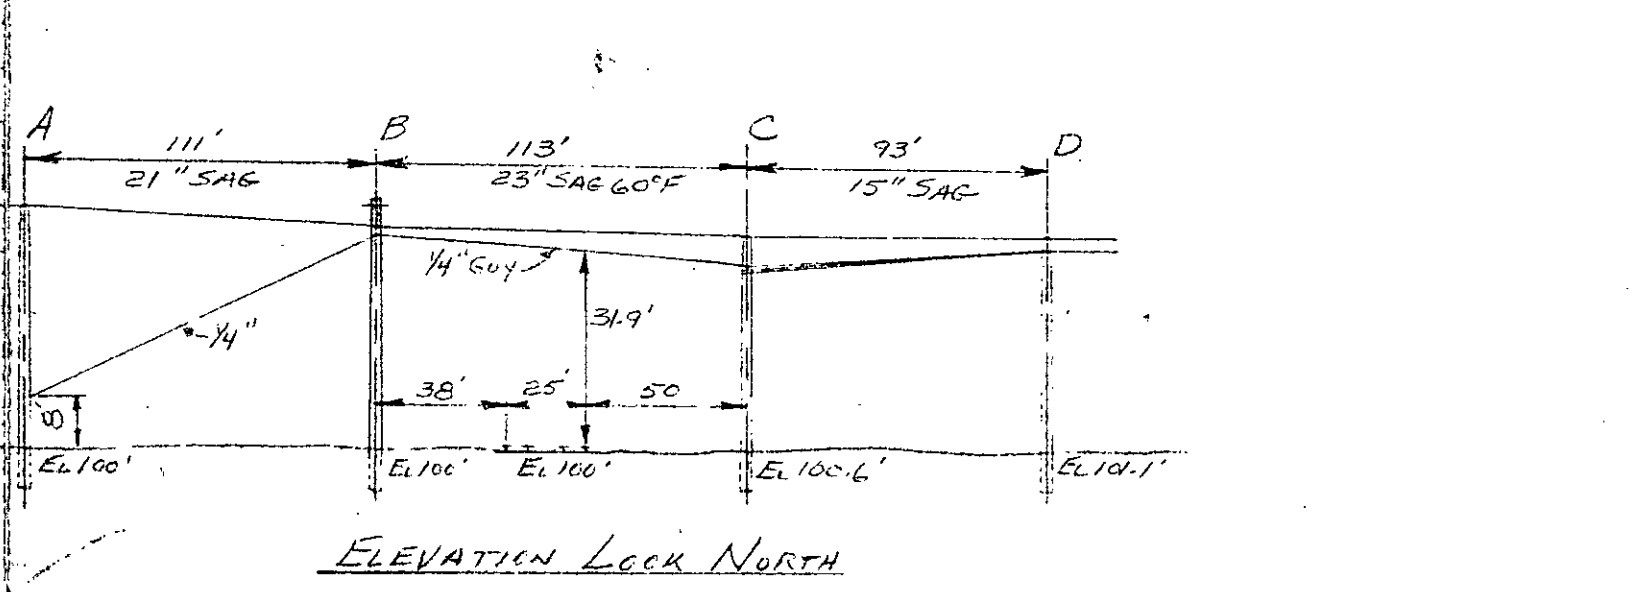 A
B
C
D
111'
113'
93'
21" SAG
23" SAG 60°F
15" SAG
1/4" GUY
1/4"
31.9'
38'
25'
50
8'
EL 100'
EL 100'
EL 100'
EL 100.6'
EL 101.1'
ELEVATION LOOK NORTH